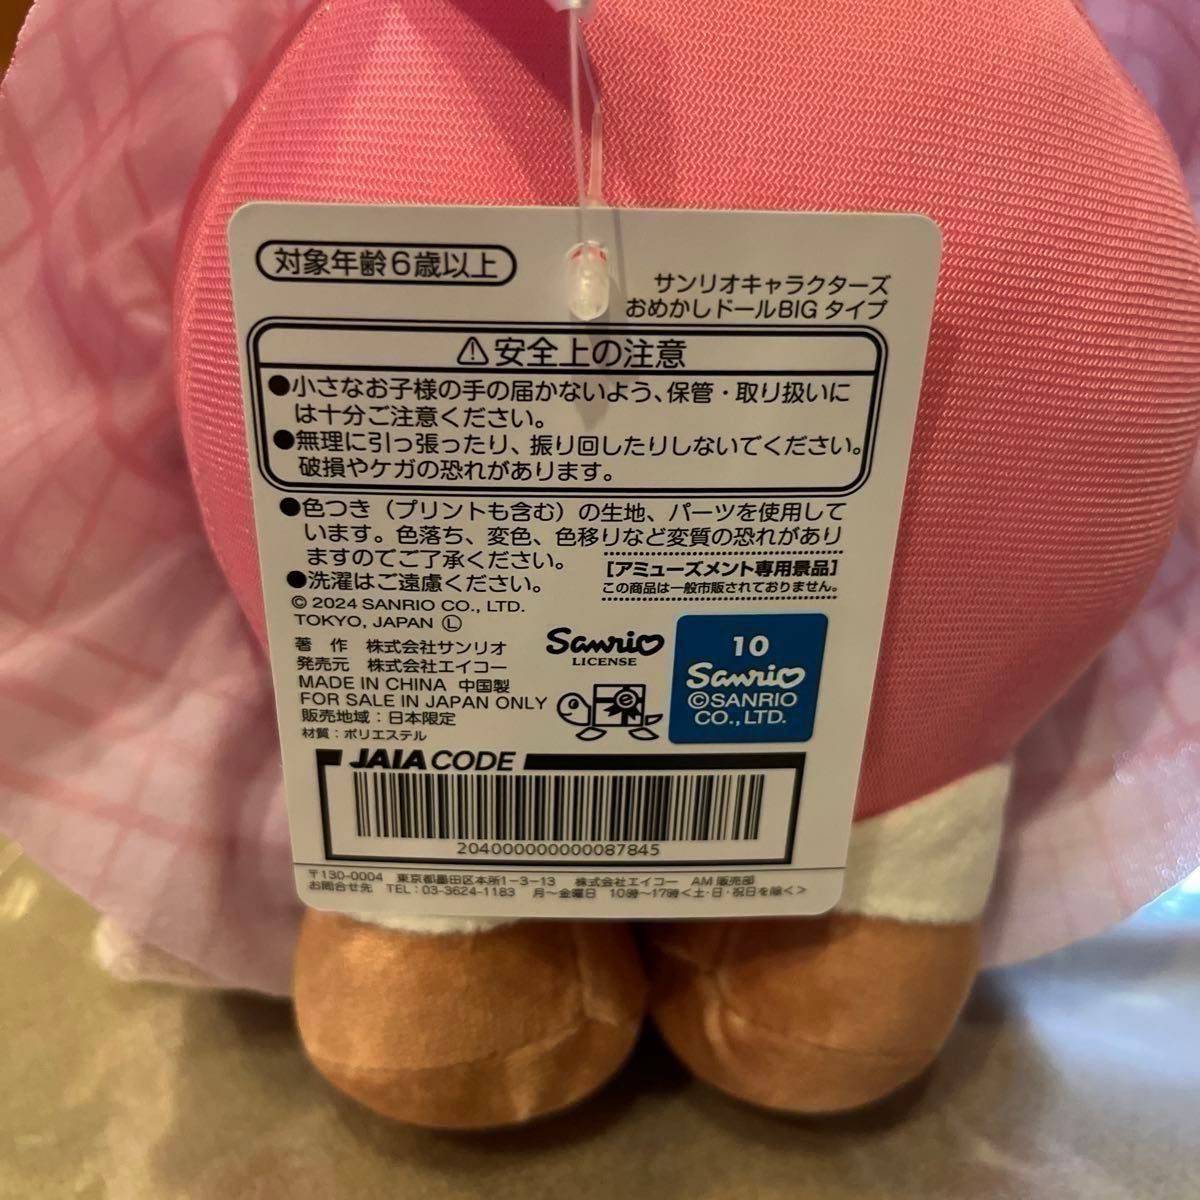 対象年齢6歳以上
サンリオキャラクターズ
おめかしドールBIG タイプ
⚠安全上の注意
●小さなお子様の手の届かないよう、保管・取り扱いに
は十分ご注意ください。
●無理に引っ張ったり、振り回したりしないでください。
破損やケガの恐れがあります。
●色つき（プリントも含む）の生地、パーツを使用して
います。色落ち、変色、色移りなど変質の恐れがあり
ますのでご了承ください。
●洗濯はご遠慮ください。
[アミューズメント専用景品]
この商品は一般市販されておりません。
© 2024 SANRIO CO., LTD.
TOKYO, JAPAN Ⓛ
著 作 株式会社サンリオ
発売元 株式会社エイコー
MADE IN CHINA 中国製
FOR SALE IN JAPAN ONLY
販売地域：日本限定
材質：ポリエステル
Sanrio
LICENSE
10
Sanrio
©SANRIO
CO., LTD.
JAIA CODE
204000000000087845
〒130-0004 東京都墨田区本所1-3-13 株式会社エイコー AM販売部
お問合せ先 TEL：03-3624-1183 月～金曜日 10時～17時<土・日・祝日を除く>